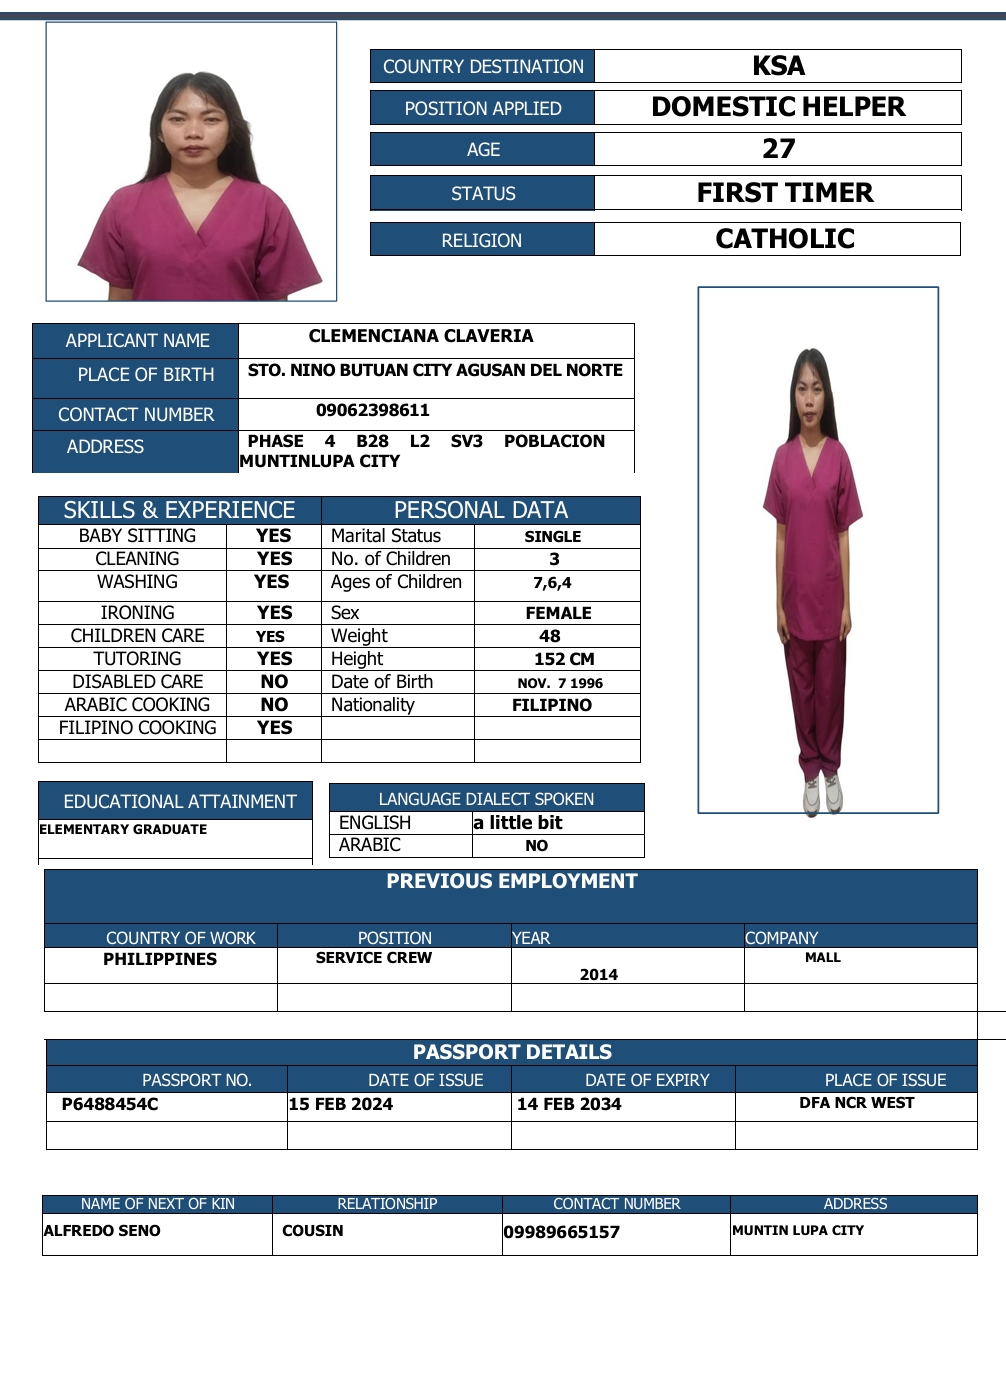 COUNTRY DESTINATION KSA
POSITION APPLIED DOMESTIC HELPER
AGE 27
STATUS FIRST TIMER
RELIGION CATHOLIC
APPLICANT NAME CLEMENCIANA CLAVERIA
PLACE OF BIRTH STO. NINO BUTUAN CITY AGUSAN DEL NORTE
CONTACT NUMBER 09062398611
ADDRESS PHASE 4 B28 L2 SV3 POBLACION
MUNTINLUPA CITY
SKILLS & EXPERIENCE PERSONAL DATA
BABY SITTING YES Marital Status SINGLE
CLEANING YES No. of Children 3
WASHING YES Ages of Children 7,6,4
IRONING YES Sex FEMALE
CHILDREN CARE YES Weight 48
TUTORING YES Height 152 CM
DISABLED CARE NO Date of Birth NOV. 7 1996
ARABIC COOKING NO Nationality FILIPINO
FILIPINO COOKING YES
EDUCATIONAL ATTAINMENT
ELEMENTARY GRADUATE
LANGUAGE DIALECT SPOKEN
ENGLISH a little bit
ARABIC NO
PREVIOUS EMPLOYMENT
COUNTRY OF WORK POSITION YEAR COMPANY
PHILIPPINES SERVICE CREW 2014 MALL
PASSPORT DETAILS
PASSPORT NO. DATE OF ISSUE DATE OF EXPIRY PLACE OF ISSUE
P6488454C 15 FEB 2024 14 FEB 2034 DFA NCR WEST
NAME OF NEXT OF KIN RELATIONSHIP CONTACT NUMBER ADDRESS
ALFREDO SENO COUSIN 09989665157 MUNTIN LUPA CITY